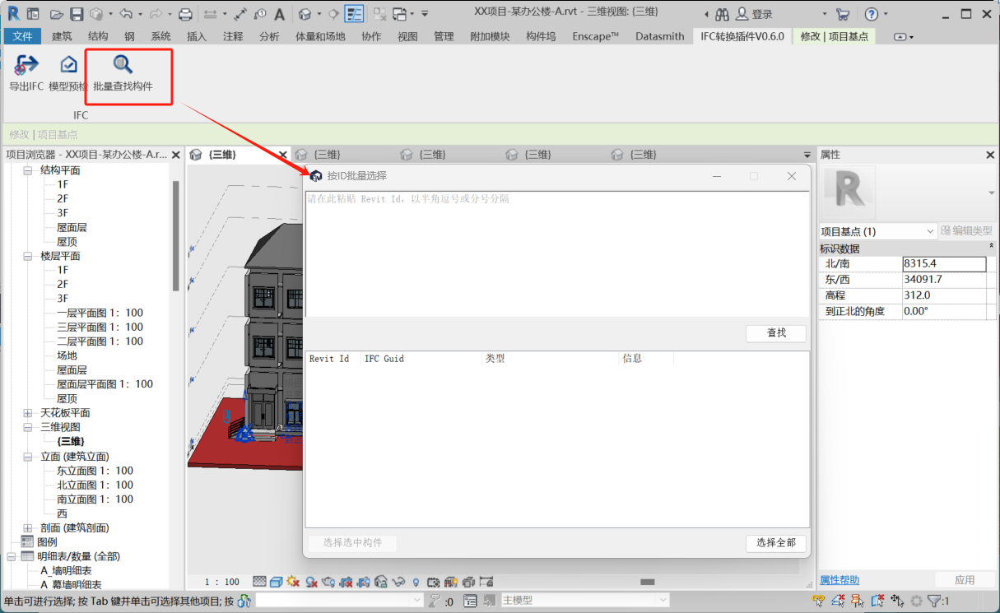 XX项目-某办公楼-A.rvt - 三维视图: {三维}
登录
文件 建筑 结构 钢 系统 插入 注释 分析 体量和场地 协作 视图 管理 附加模块 构件坞 Enscape™ Datasmith IFC转换插件V0.6.0 修改 | 项目基点
导出IFC 模型预检 批量查找构件
IFC
修改 | 项目基点
项目浏览器 - XX项目-某办公楼-A.r...
结构平面
1F
2F
3F
屋面层
屋顶
楼层平面
1F
2F
3F
一层平面图 1：100
三层平面图 1：100
二层平面图 1：100
场地
屋面层
屋面层平面图 1：100
屋顶
天花板平面
三维视图
{三维}
立面 (建筑立面)
东立面图 1：100
北立面图 1：100
南立面图 1：100
西
剖面 (建筑剖面)
图例
明细表/数量 (全部)
A_墙明细表
A_幕墙明细表
{三维} {三维} {三维} {三维} {三维}
按ID批量选择
请在此粘贴 Revit Id, 以半角逗号或分号分隔
查找
Revit Id IFC Guid 类型 信息
选择选中构件 选择全部
1 : 100
属性
R
项目基点 (1) 编辑类型
标识数据
北/南 8315.4
东/西 34091.7
高程 312.0
到正北的角度 0.00°
属性帮助 应用
单击可进行选择; 按 Tab 键并单击可选择其他项目; 按
:0
主模型
:1